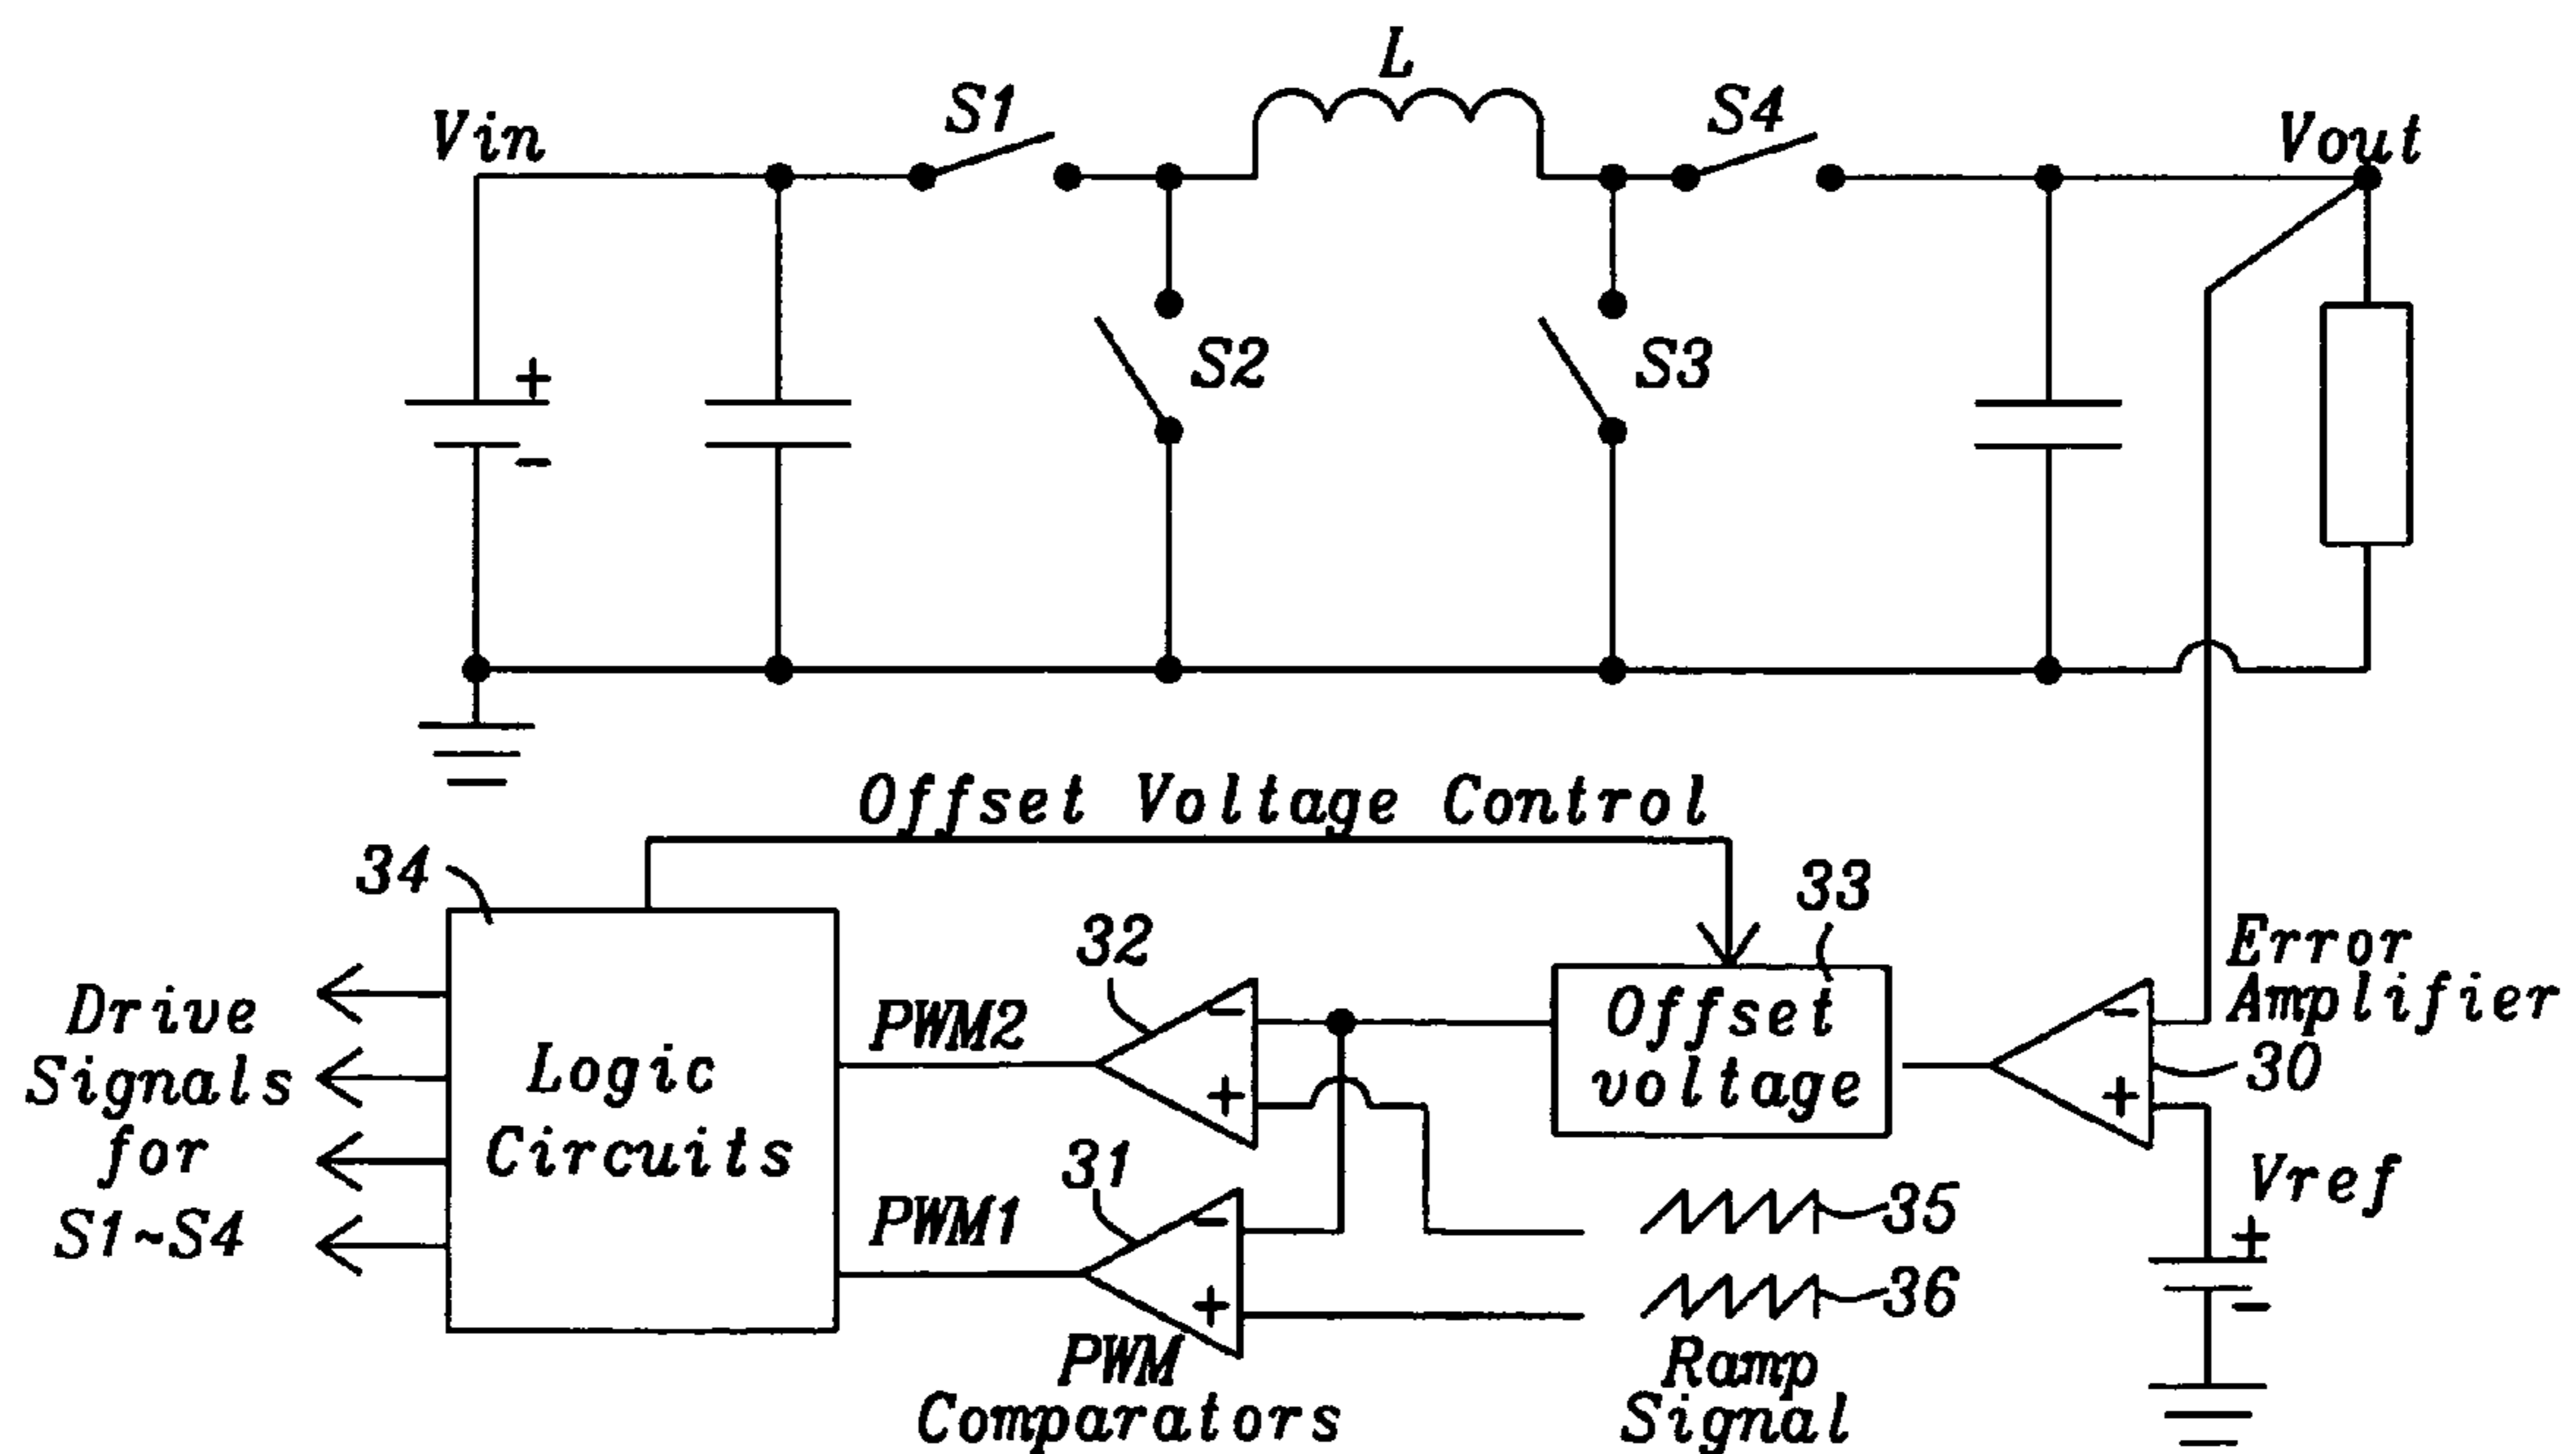 L
S1
S4
Vin
Vout
+
-
S2
S3
Offset Voltage Control
34
33
32
Error
Amplifier
30
-
+
Offset
voltage
-
+
PWM2
Drive
Signals
for
S1~S4
Logic
Circuits
31
PWM1
-
+
35
36
Vref
+
-
PWM
Comparators
Ramp
Signal